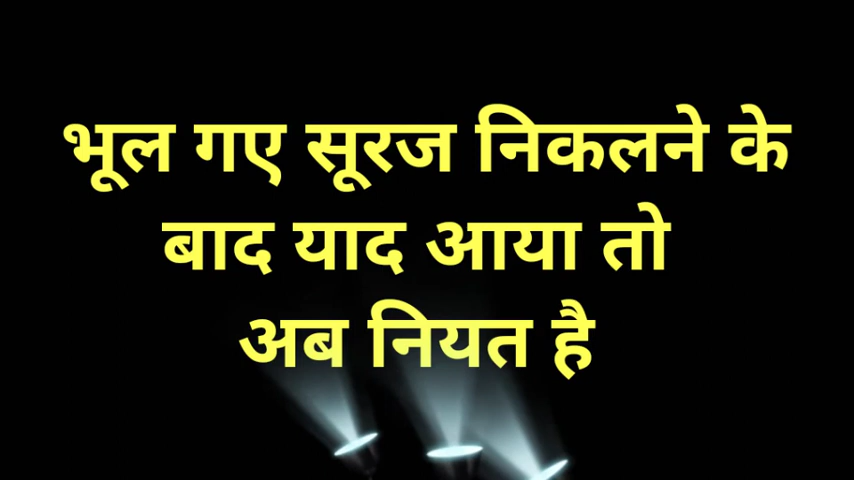 भूल गए सूरज निकलने के
बाद याद आया तो
अब नियत है